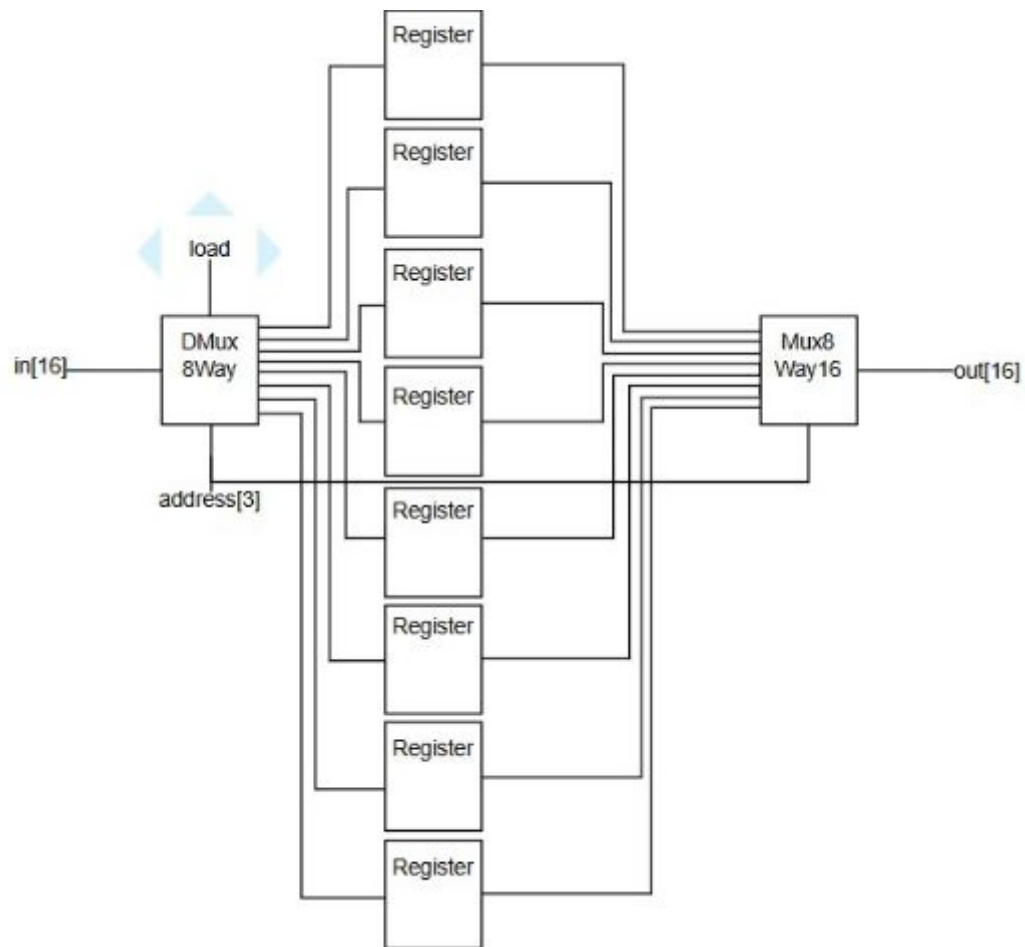 Register
Register
load
Register
DMux
8Way
Mux8
Way16
in[16]
out[16]
Register
address[3]
Register
Register
Register
Register